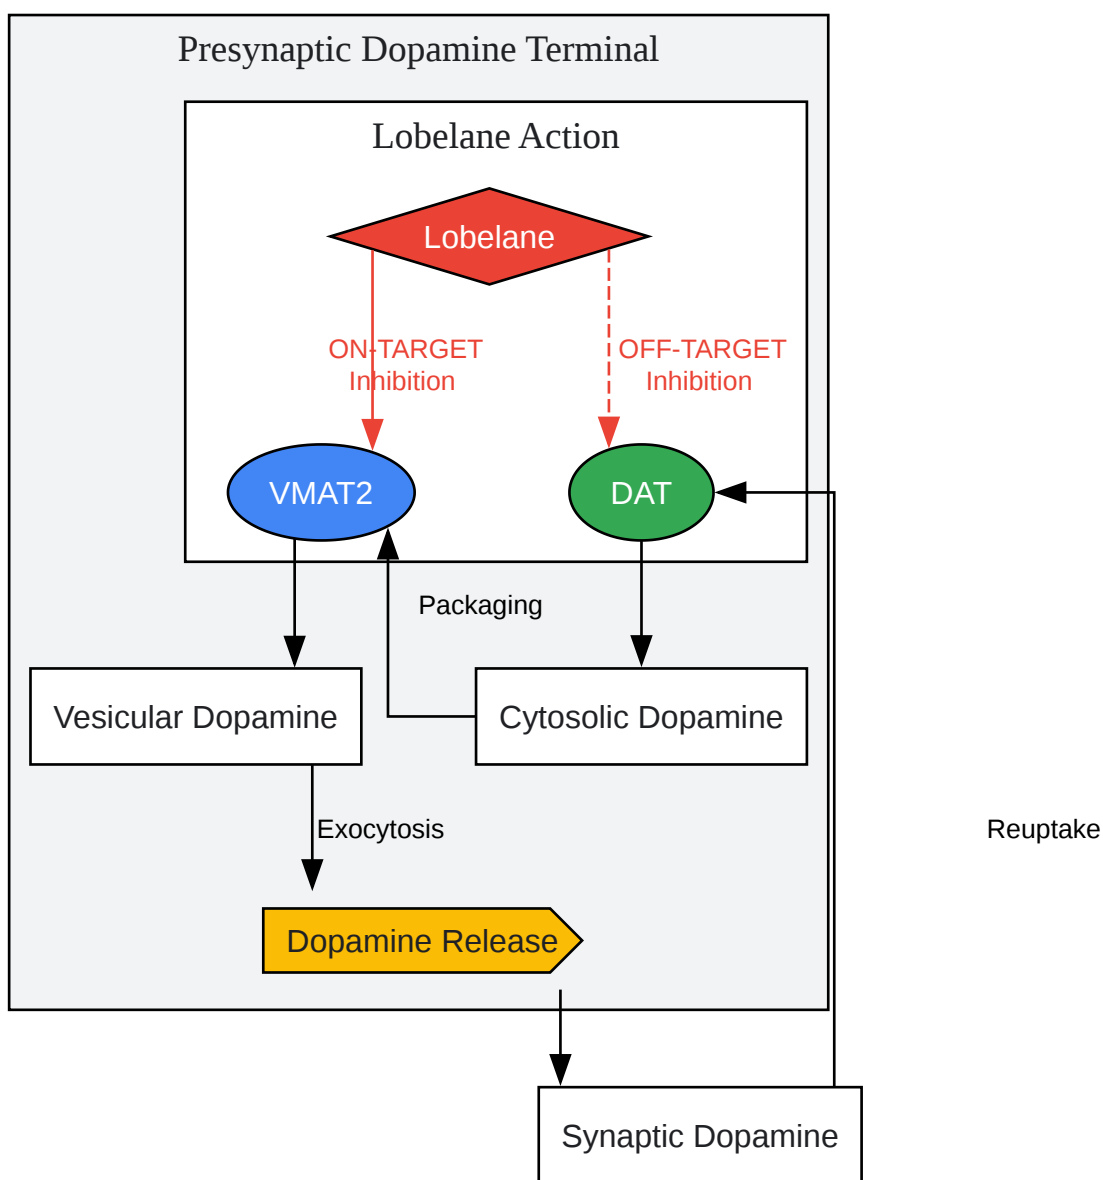 Presynaptic Dopamine Terminal
Lobelane Action
Lobelane
ON-TARGET
Inhibition
OFF-TARGET
Inhibition
VMAT2
DAT
Packaging
Vesicular Dopamine
Cytosolic Dopamine
Exocytosis
Reuptake
Dopamine Release
Synaptic Dopamine